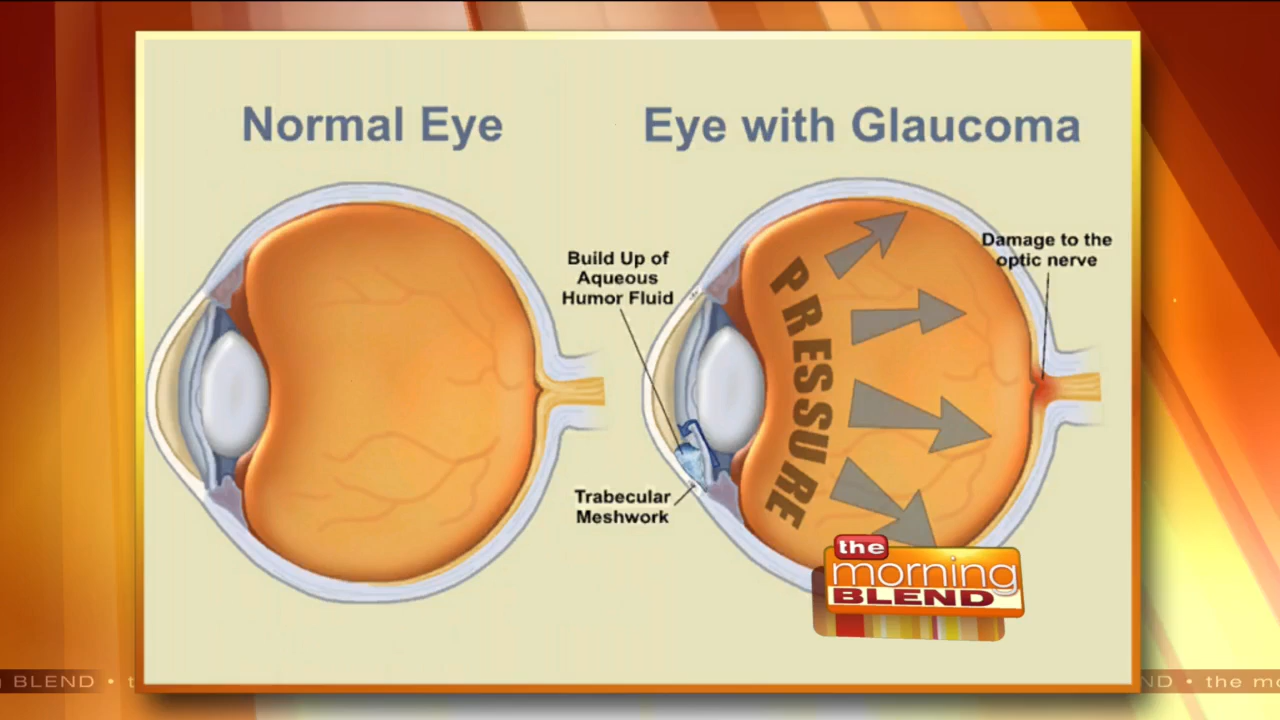 Normal Eye
Eye with Glaucoma
Build Up of
Aqueous
Humor Fluid
Damage to the
optic nerve
PRESSURE
Trabecular
Meshwork
the
morning
BLEND
BLEND • t
ND • the mo